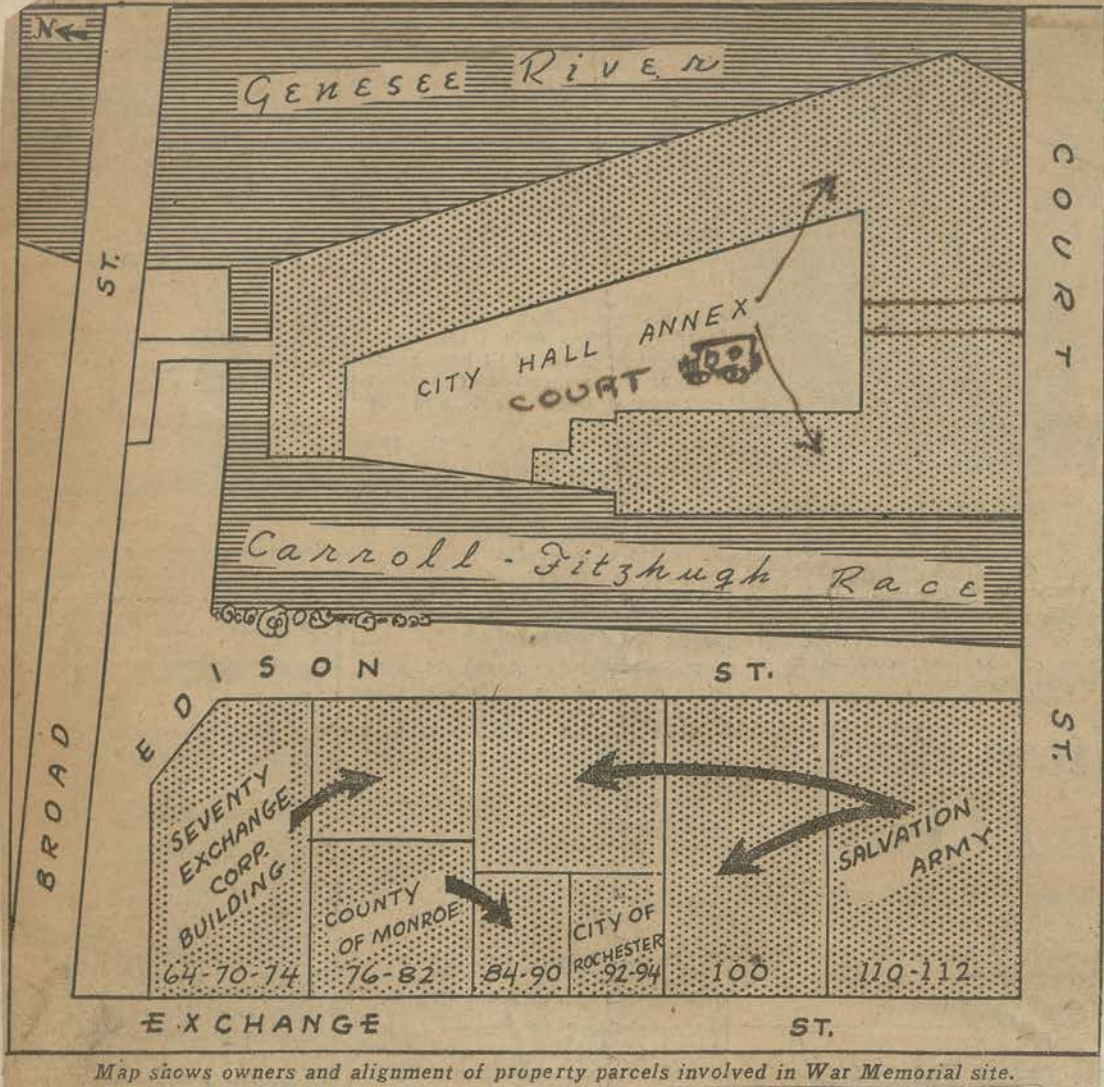 N
GENESEE RIVER
COURT ST.
BROAD ST.
CITY HALL ANNEX
COURT
Carroll - Fitzhugh Race
EDISON ST.
SEVENTY
EXCHANGE
CORP.
BUILDING
64-70-74
COUNTY
OF MONROE
76-82
84-90
CITY OF
ROCHESTER
92-94
100
SALVATION
ARMY
110-112
EXCHANGE ST.
Map shows owners and alignment of property parcels involved in War Memorial site.